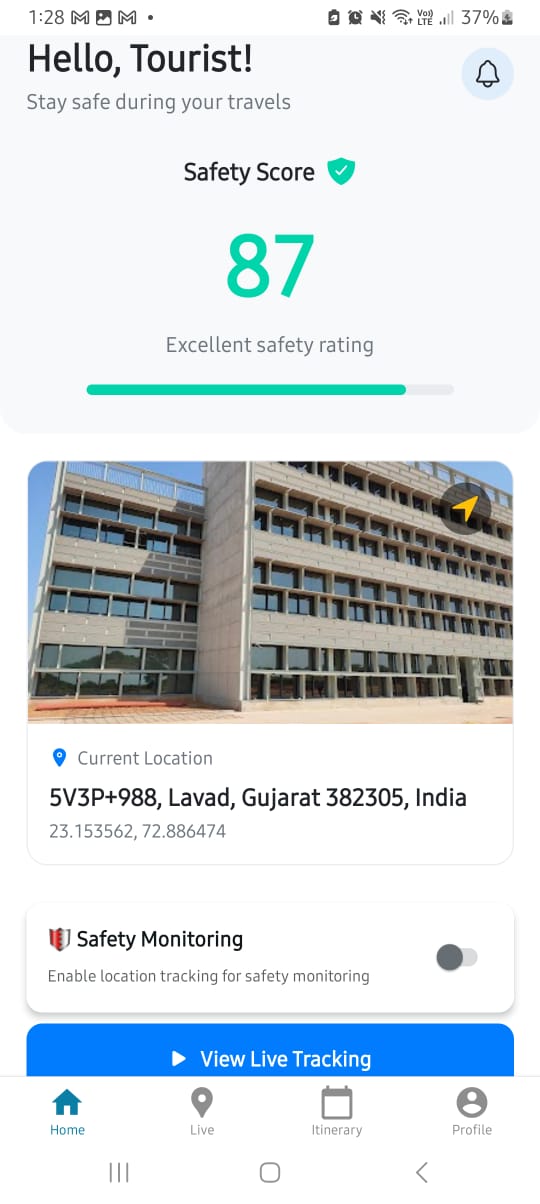 1:28
Vo))
LTE
37%
Hello, Tourist!
Stay safe during your travels
Safety Score
87
Excellent safety rating
Current Location
5V3P+988, Lavad, Gujarat 382305, India
23.153562, 72.886474
Safety Monitoring
Enable location tracking for safety monitoring
View Live Tracking
Home
Live
Itinerary
Profile